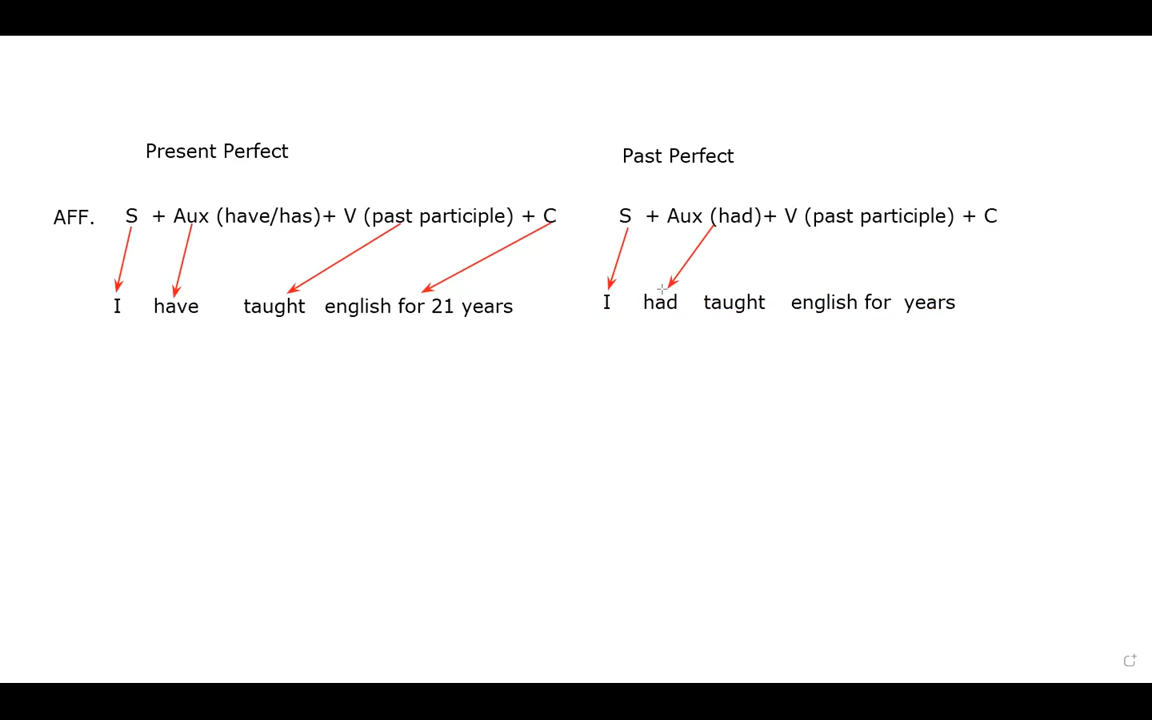 Present Perfect
Past Perfect
AFF. S + Aux (have/has)+ V (past participle) + C
S + Aux (had)+ V (past participle) + C
I have taught english for 21 years
I had taught english for years